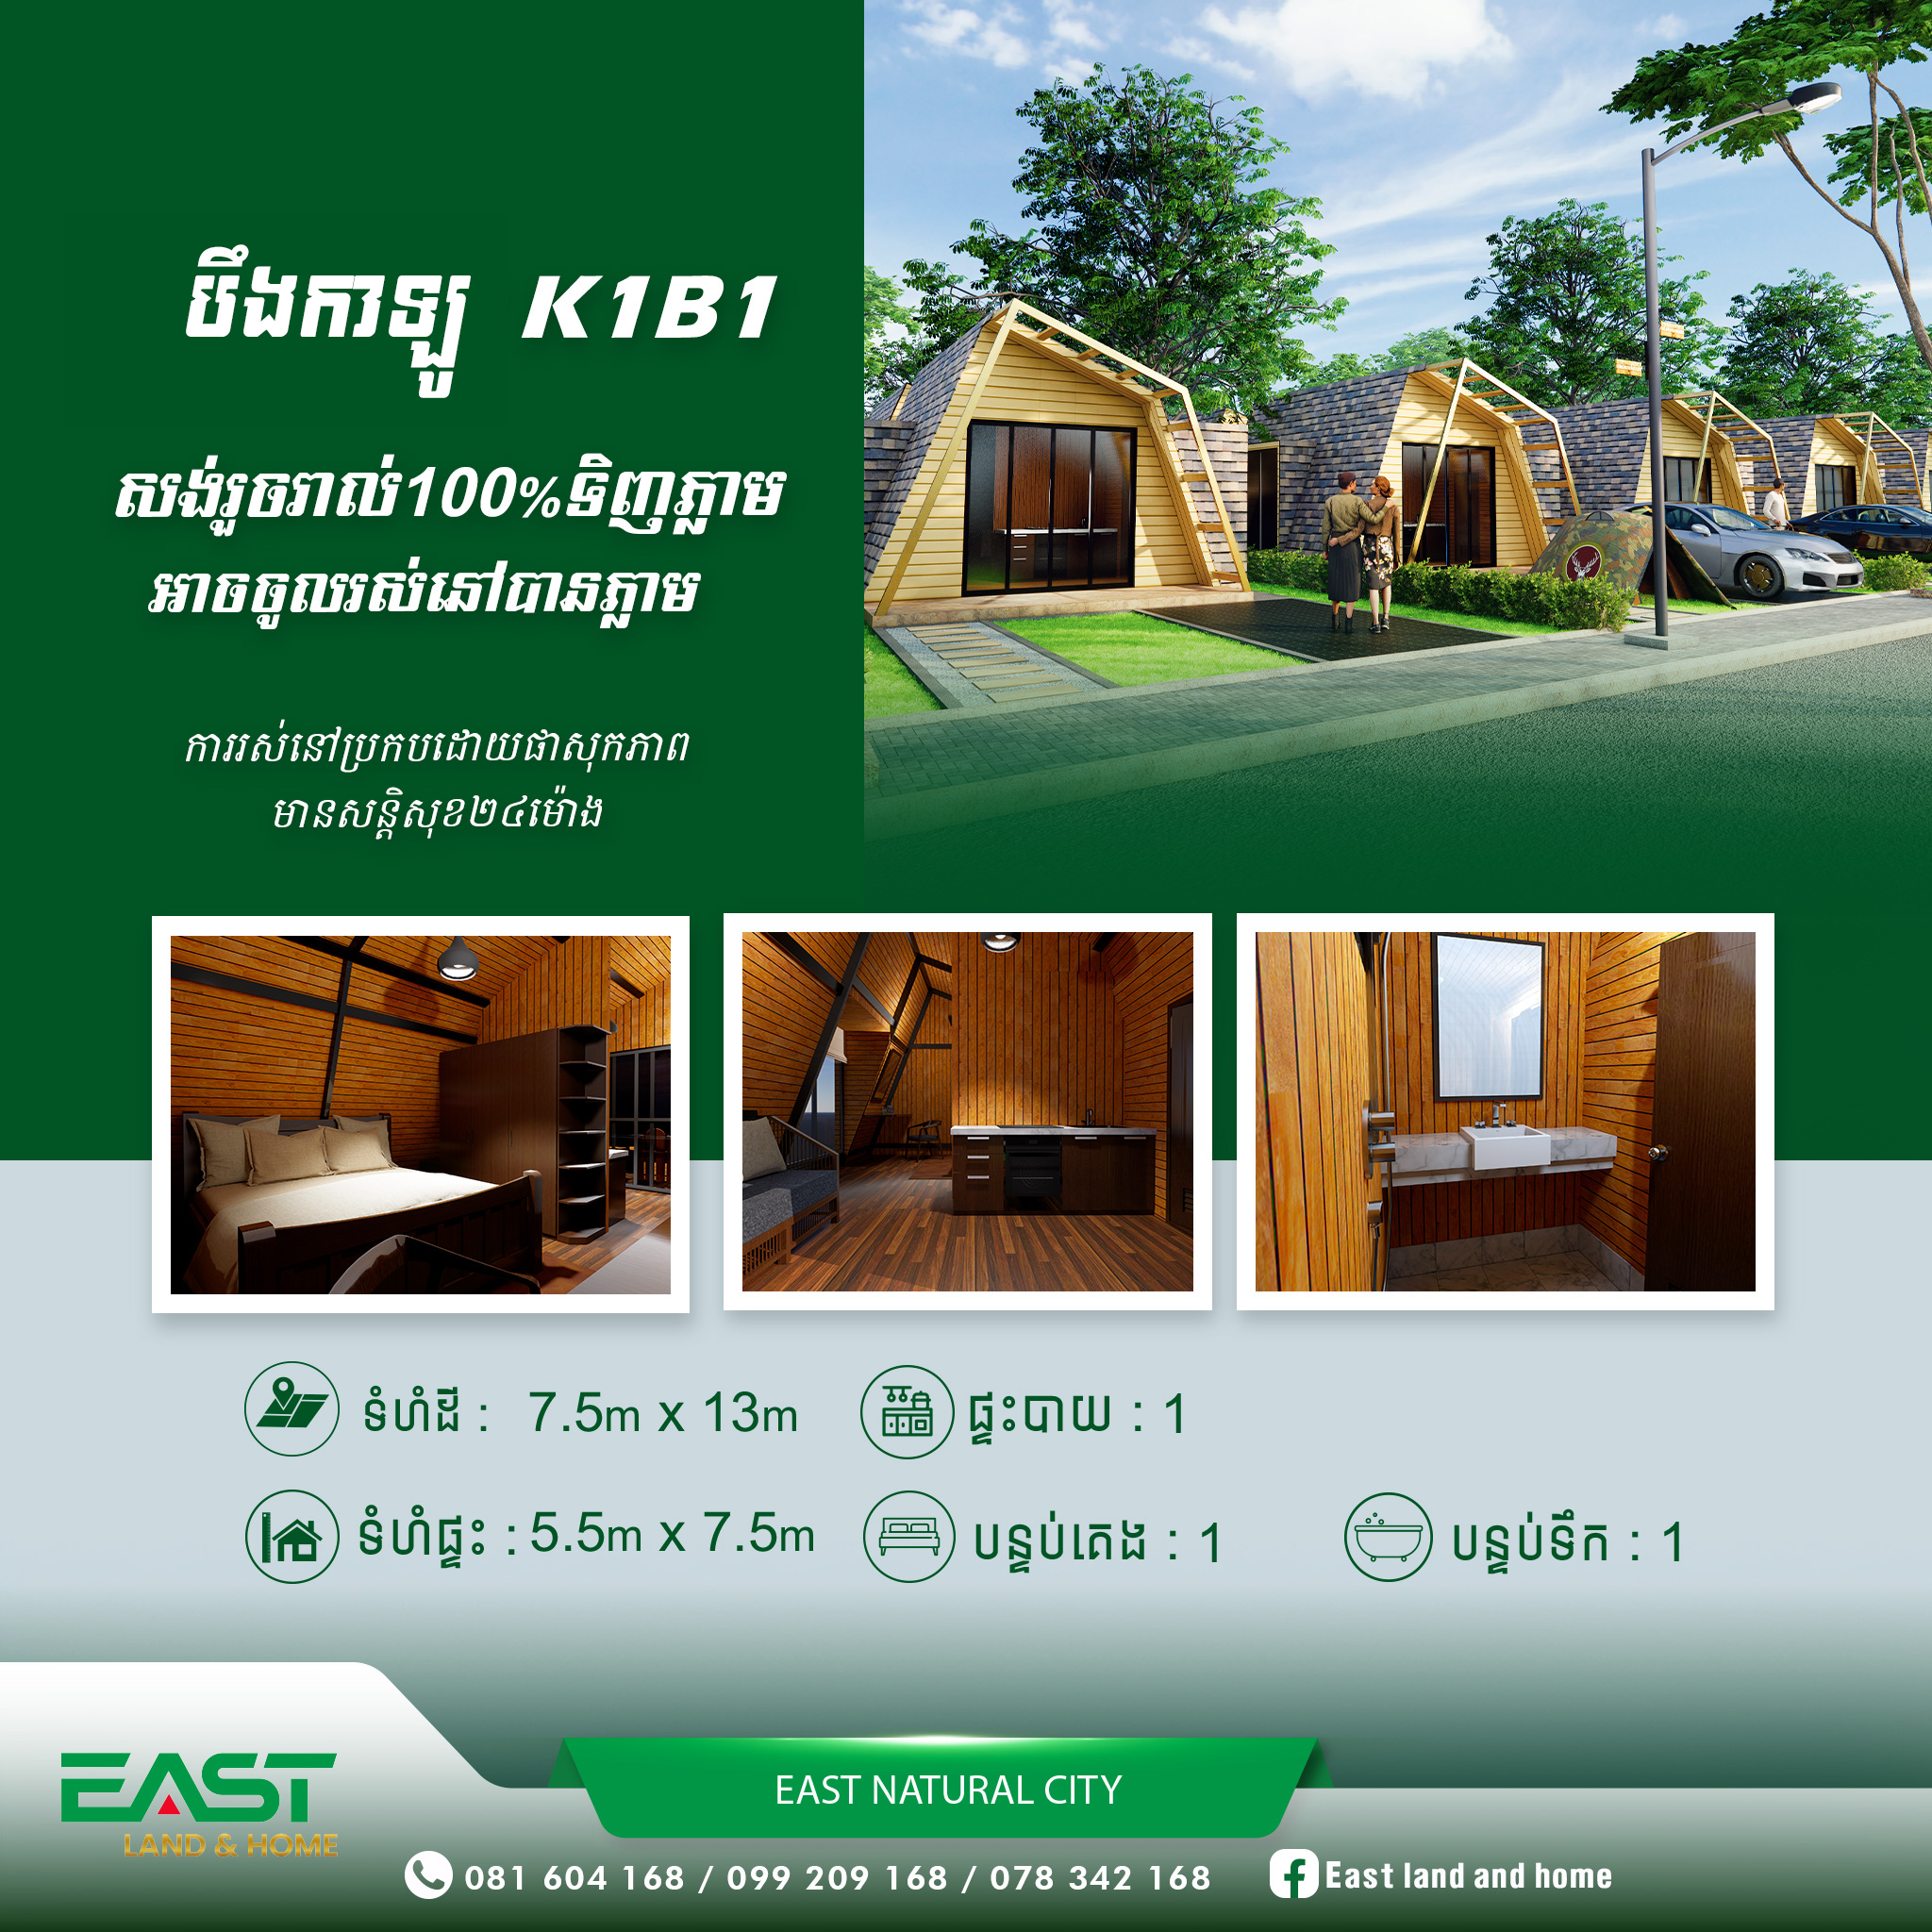 បឹងកាឡូ K1B1
សង់រួចរាល់100%ទិញភ្លាម
អាចចូលរស់នៅបានភ្លាម
ការរស់នៅប្រកបដោយផាសុកភាព
មានសន្តិសុខ២៤ម៉ោង
ទំហំដី : 7.5m x 13m
ផ្ទះបាយ : 1
ទំហំផ្ទះ : 5.5m x 7.5m
បន្ទប់គេង : 1
បន្ទប់ទឹក : 1
EAST
LAND & HOME
EAST NATURAL CITY
081 604 168 / 099 209 168 / 078 342 168
East land and home